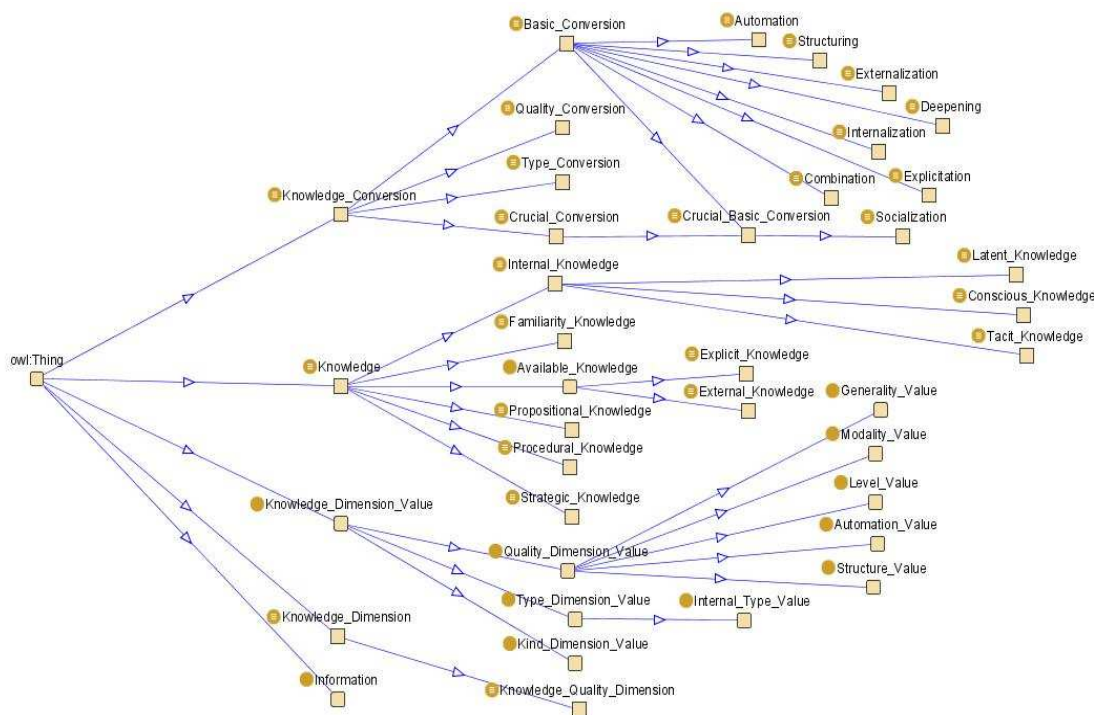 Basic_Conversion
Automation
Structuring
Externalization
Deepening
Quality_Conversion
Internalization
Type_Conversion
Combination
Explicitation
Knowledge_Conversion
Crucial_Conversion
Crucial_Basic_Conversion
Socialization
Internal_Knowledge
Latent_Knowledge
Conscious_Knowledge
Familiarity_Knowledge
Tacit_Knowledge
owl:Thing
Knowledge
Available_Knowledge
Explicit_Knowledge
External_Knowledge
Generality_Value
Propositional_Knowledge
Modality_Value
Procedural_Knowledge
Level_Value
Strategic_Knowledge
Knowledge_Dimension_Value
Automation_Value
Quality_Dimension_Value
Structure_Value
Type_Dimension_Value
Internal_Type_Value
Knowledge_Dimension
Kind_Dimension_Value
Information
Knowledge_Quality_Dimension